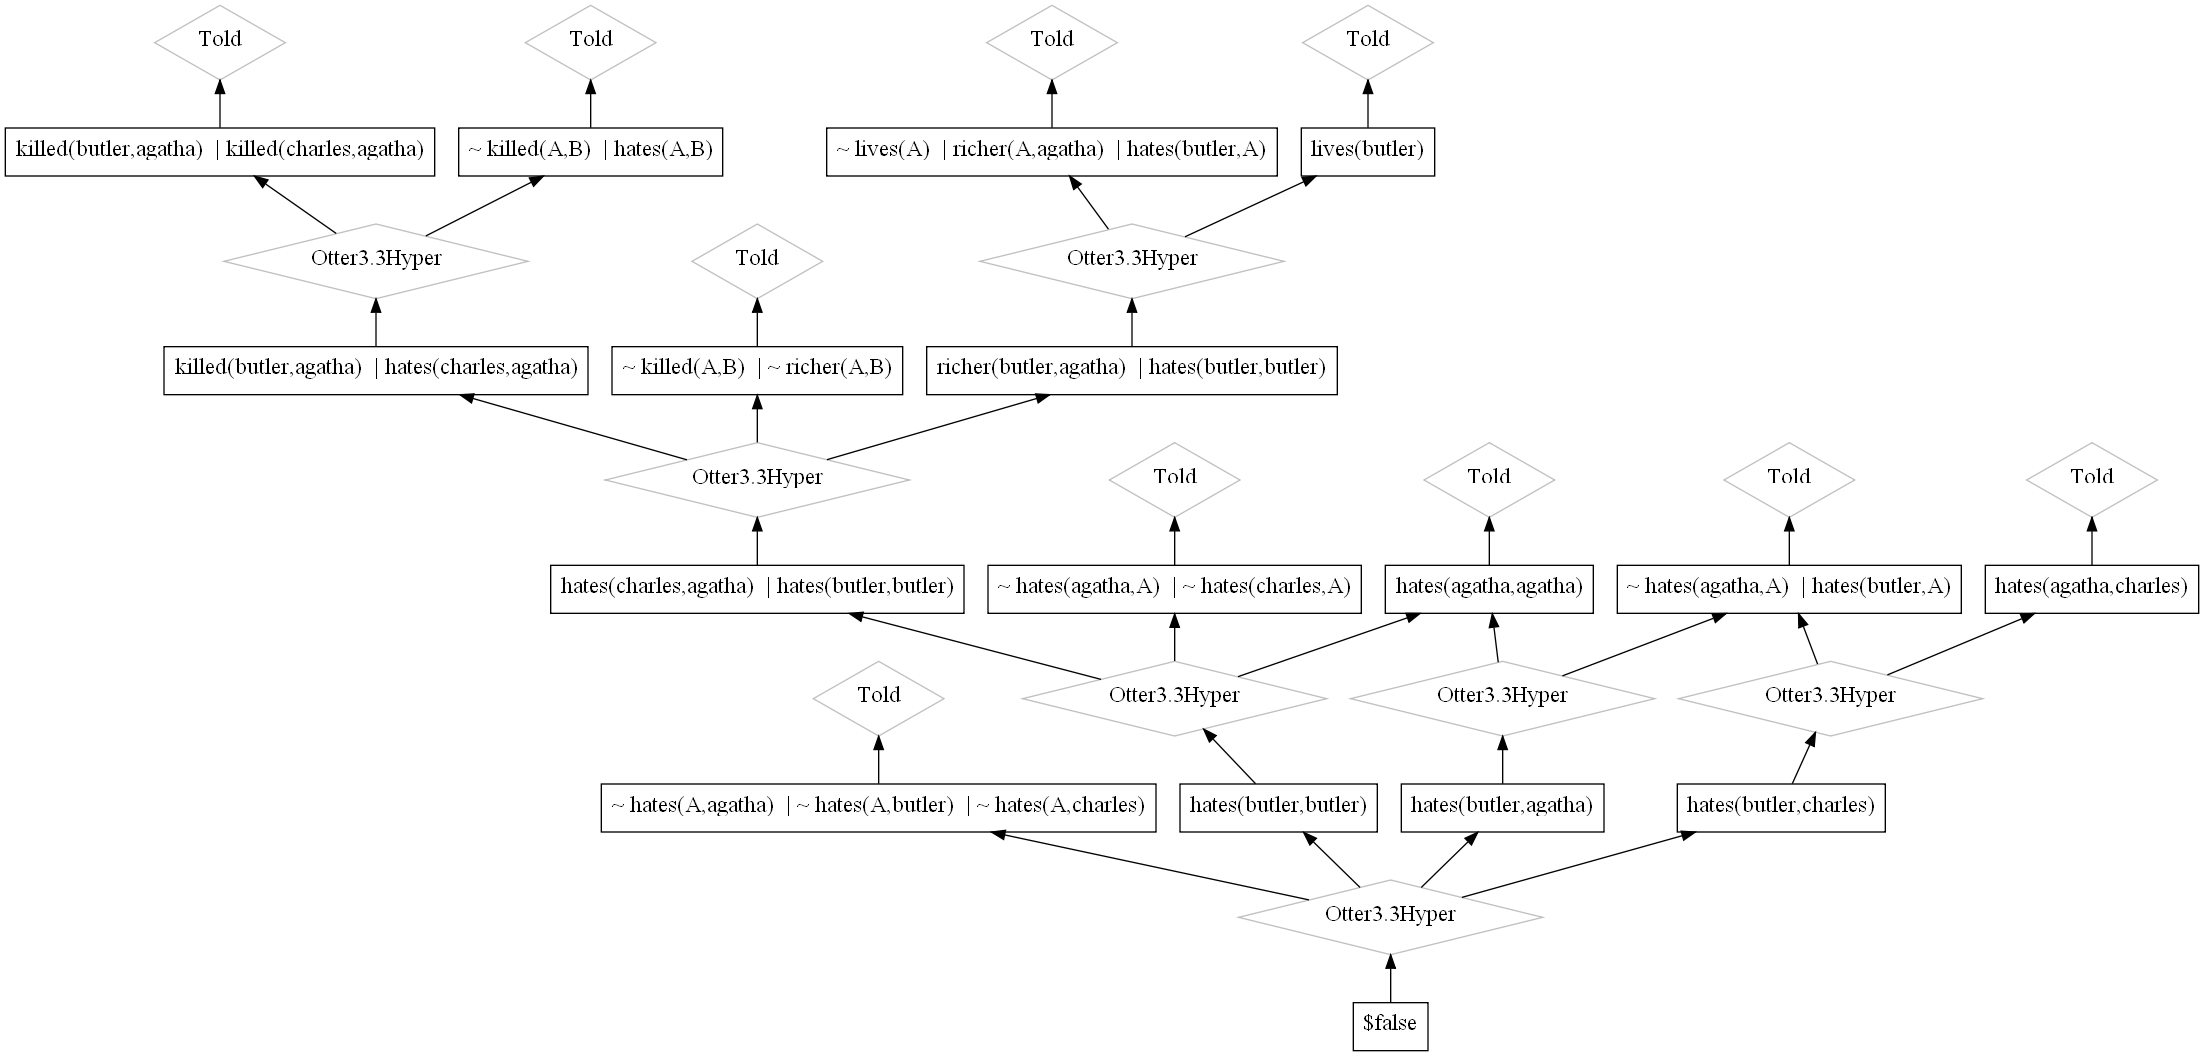 Told
Told
Told
Told
killed(butler,agatha) | killed(charles,agatha)
~ killed(A,B) | hates(A,B)
~ lives(A) | richer(A,agatha) | hates(butler,A)
lives(butler)
Otter3.3Hyper
Told
Otter3.3Hyper
killed(butler,agatha) | hates(charles,agatha)
~ killed(A,B) | ~ richer(A,B)
richer(butler,agatha) | hates(butler,butler)
Otter3.3Hyper
Told
Told
Told
Told
hates(charles,agatha) | hates(butler,butler)
~ hates(agatha,A) | ~ hates(charles,A)
hates(agatha,agatha)
~ hates(agatha,A) | hates(butler,A)
hates(agatha,charles)
Told
Otter3.3Hyper
Otter3.3Hyper
Otter3.3Hyper
~ hates(A,agatha) | ~ hates(A,butler) | ~ hates(A,charles)
hates(butler,butler)
hates(butler,agatha)
hates(butler,charles)
Otter3.3Hyper
$false